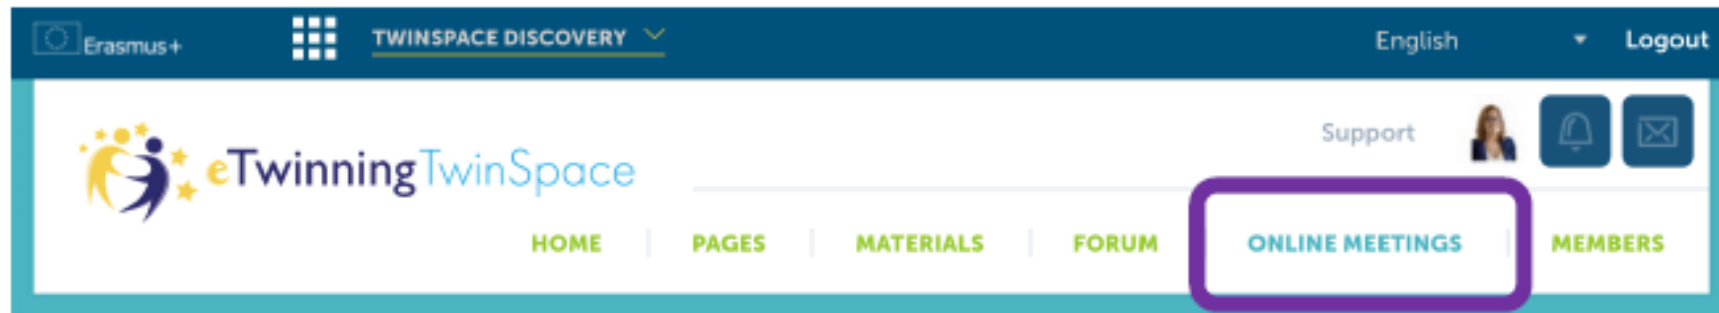 Erasmus+ TWINSPACE DISCOVERY English Logout
Support
eTwinning TwinSpace
HOME PAGES MATERIALS FORUM ONLINE MEETINGS MEMBERS